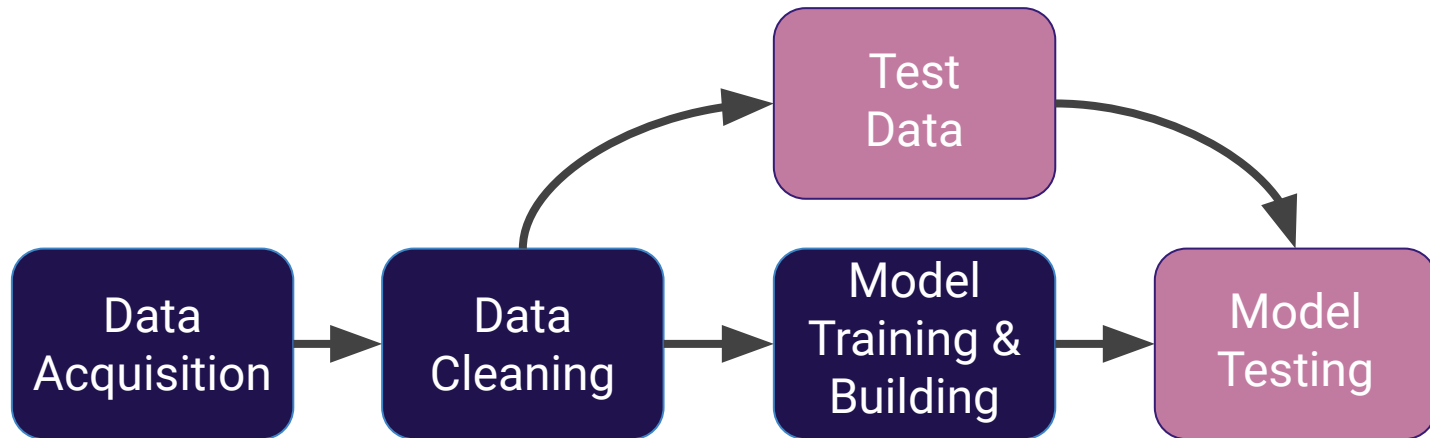 Test
Data
Data
Acquisition
Data
Cleaning
Model
Training &
Building
Model
Testing